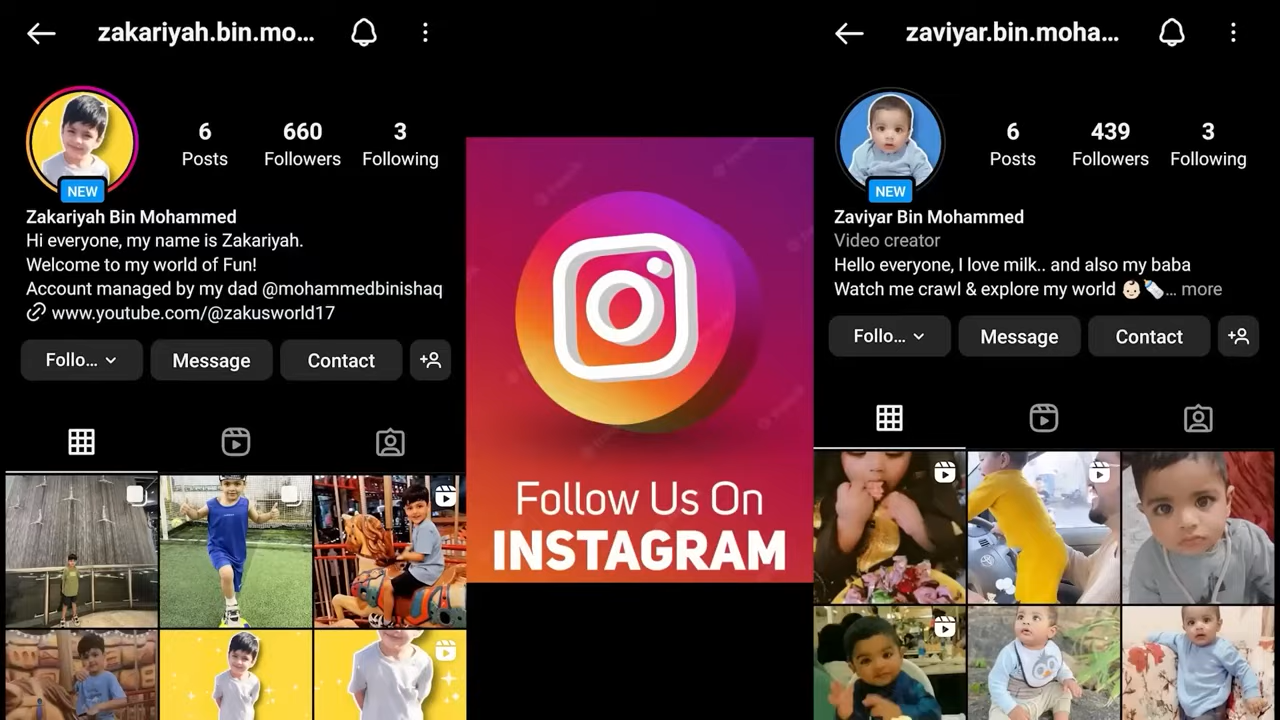 zakariyah.bin.mo...
6
660
3
Posts
Followers
Following
NEW
Zakariyah Bin Mohammed
Hi everyone, my name is Zakariyah.
Welcome to my world of Fun!
Account managed by my dad @mohammedbinishaq
www.youtube.com/@zakusworld17
Follo...
Message
Contact
Follow Us On
INSTAGRAM
zaviyar.bin.moha...
6
439
3
Posts
Followers
Following
NEW
Zaviyar Bin Mohammed
Video creator
Hello everyone, I love milk.. and also my baba
Watch me crawl & explore my world 👶🏻🍼... more
Follo...
Message
Contact